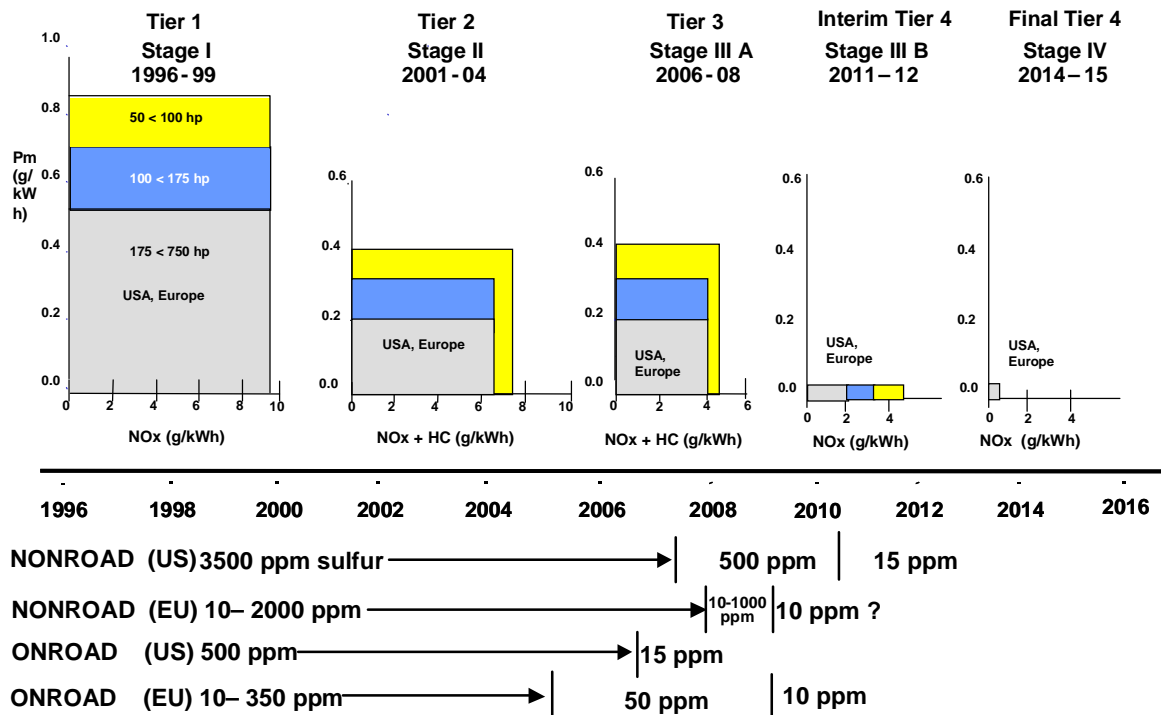 Tier 1
Stage I
1996-99
Tier 2
Stage II
2001-04
Tier 3
Stage III A
2006-08
Interim Tier 4
Stage III B
2011–12
Final Tier 4
Stage IV
2014–15
1.0
0.8
Pm
(g/
kW
h)
0.6
0.4
0.2
0.0
50 < 100 hp
100 < 175 hp
175 < 750 hp
USA, Europe
0 2 4 6 8 10
NOx (g/kWh)
0.6
0.4
0.2
0.0
USA, Europe
0 2 4 6 8 10
NOx + HC (g/kWh)
0.6
0.4
0.2
0.0
USA,
Europe
0 2 4 6
NOx + HC (g/kWh)
0.6
0.4
0.2
0.0
USA,
Europe
0 2 4
NOx (g/kWh)
0.6
0.4
0.2
0.0
USA,
Europe
0 2 4
NOx (g/kWh)
1996 1998 2000 2002 2004 2006 2008 2010 2012 2014 2016
NONROAD (US) 3500 ppm sulfur 500 ppm 15 ppm
NONROAD (EU) 10– 2000 ppm 10-1000 ppm 10 ppm ?
ONROAD (US) 500 ppm 15 ppm
ONROAD (EU) 10– 350 ppm 50 ppm 10 ppm